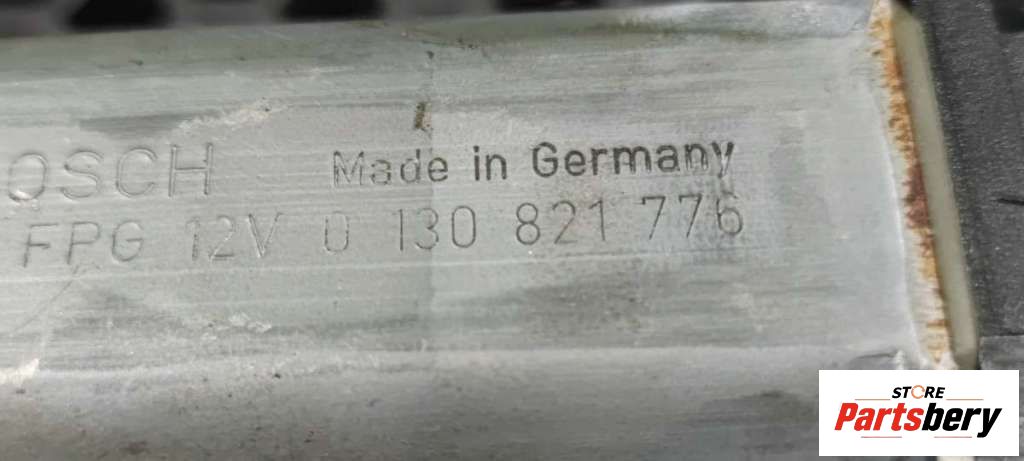 OSCH Made in Germany
FPG 12V 0 130 821 776
STORE
Partsbery